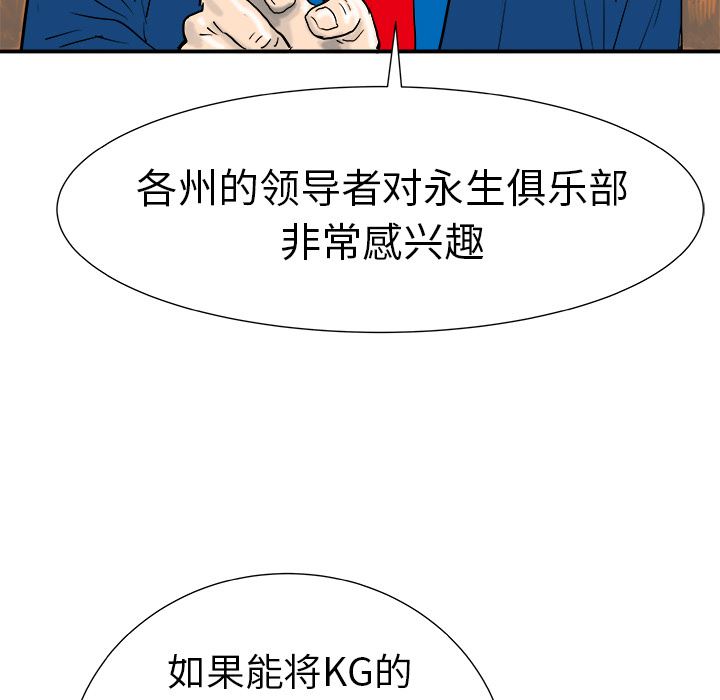 各州的领导者对永生俱乐部
非常感兴趣
如果能将KG的